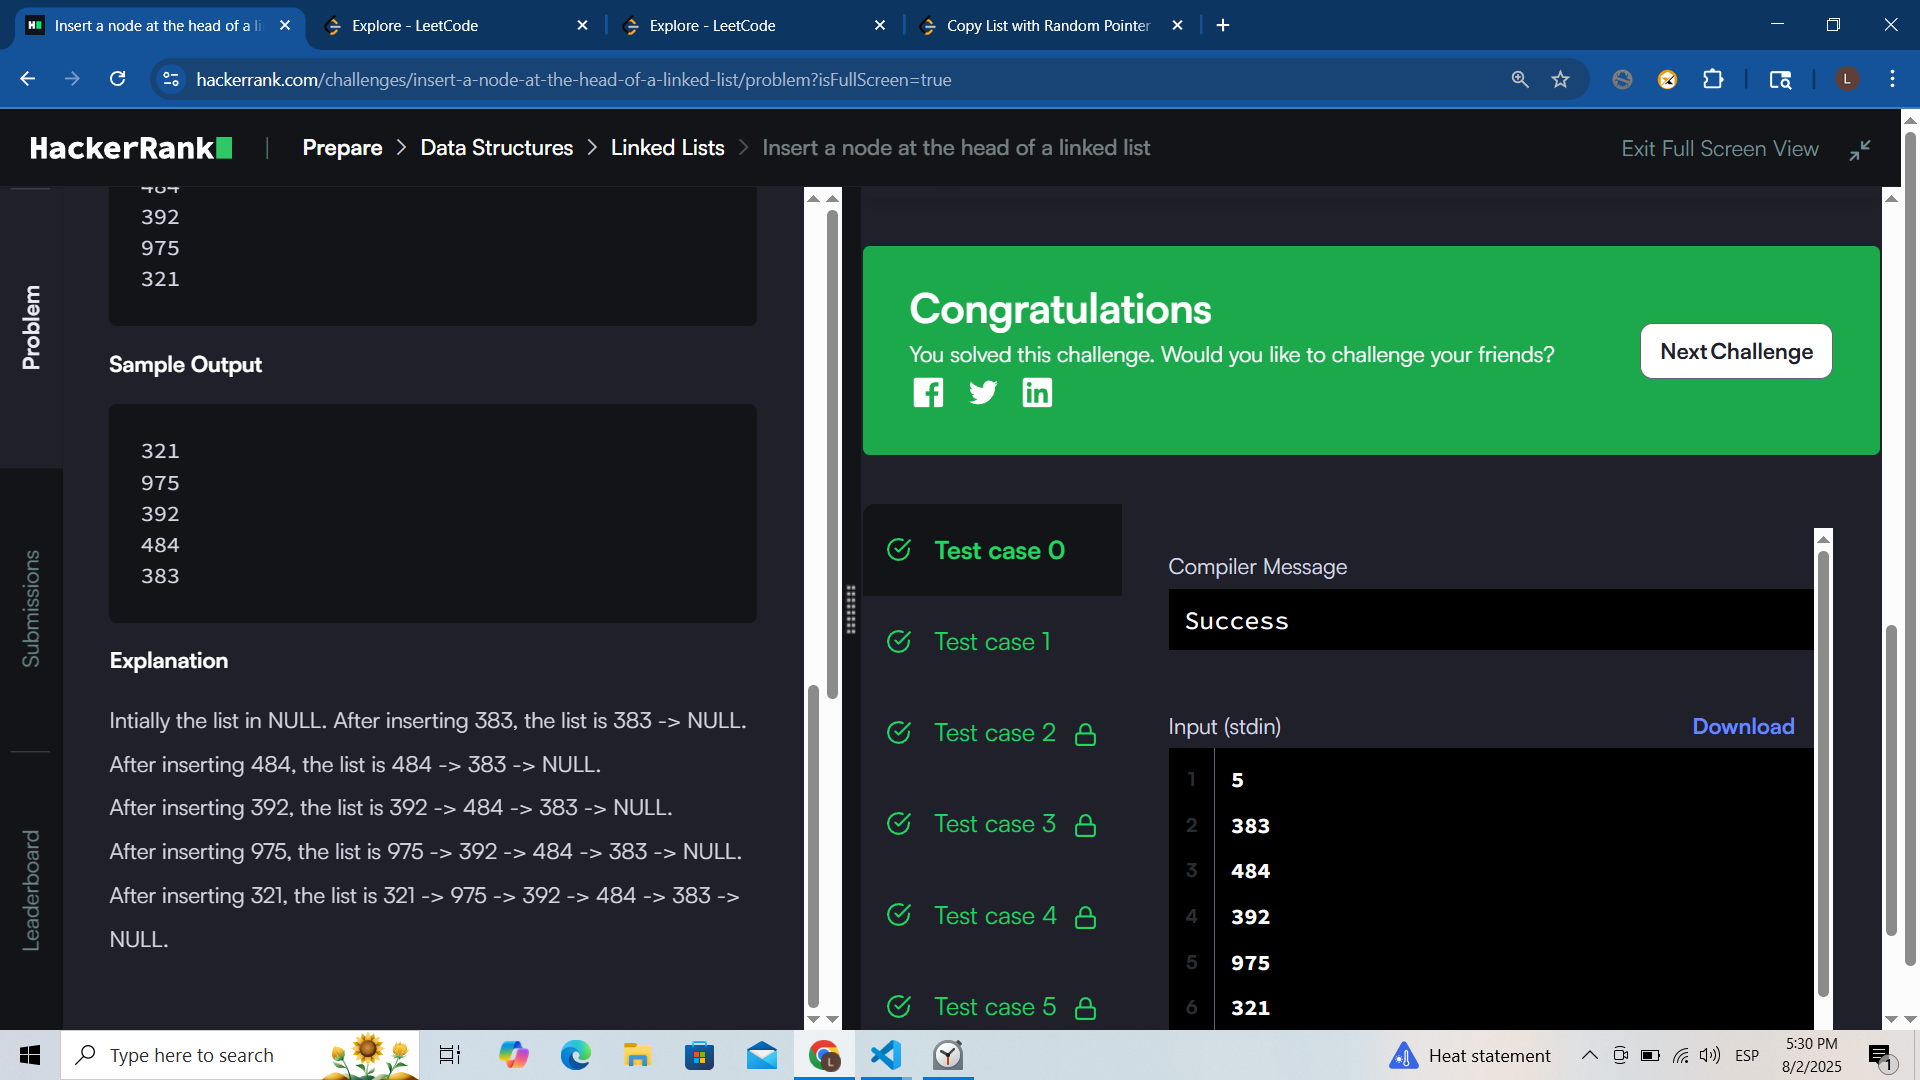 Insert a node at the head of a li
Explore - LeetCode
Explore - LeetCode
Copy List with Random Pointer
hackerrank.com/challenges/insert-a-node-at-the-head-of-a-linked-list/problem?isFullScreen=true
L
HackerRank
Prepare > Data Structures > Linked Lists > Insert a node at the head of a linked list
Exit Full Screen View
Problem
Submissions
Leaderboard
484
392
975
321
Sample Output
321
975
392
484
383
Explanation
Intially the list in NULL. After inserting 383, the list is 383 -> NULL.
After inserting 484, the list is 484 -> 383 -> NULL.
After inserting 392, the list is 392 -> 484 -> 383 -> NULL.
After inserting 975, the list is 975 -> 392 -> 484 -> 383 -> NULL.
After inserting 321, the list is 321 -> 975 -> 392 -> 484 -> 383 ->
NULL.
Congratulations
You solved this challenge. Would you like to challenge your friends?
Next Challenge
Test case 0
Test case 1
Test case 2
Test case 3
Test case 4
Test case 5
Compiler Message
Success
Input (stdin)
Download
1 5
2 383
3 484
4 392
5 975
6 321
Type here to search
L
Heat statement
ESP
5:30 PM
8/2/2025
1